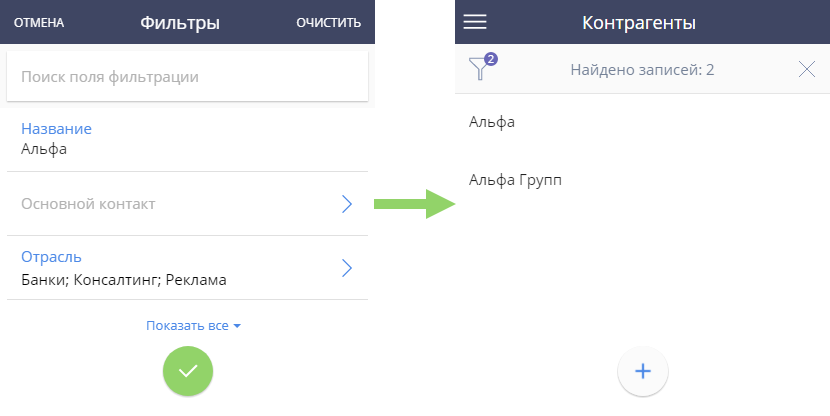 ОТМЕНА
Фильтры
ОЧИСТИТЬ
Поиск поля фильтрации
Название
Альфа
Основной контакт
Отрасль
Банки; Консалтинг; Реклама
Показать все
Контрагенты
2
Найдено записей: 2
Альфа
Альфа Групп